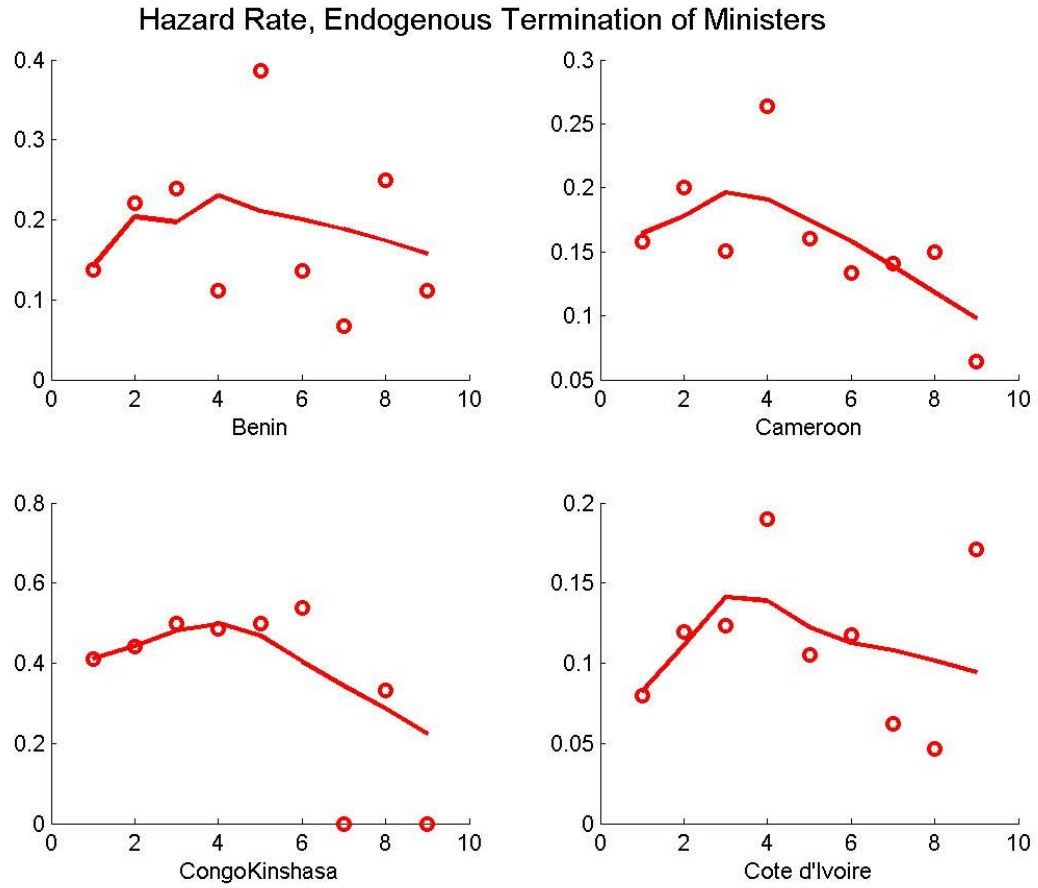 Hazard Rate, Endogenous Termination of Ministers
0.4
0.3
0.2
0.1
0
0 2 4 6 8 10
Benin
0.3
0.25
0.2
0.15
0.1
0.05
0 2 4 6 8 10
Cameroon
0.8
0.6
0.4
0.2
0
0 2 4 6 8 10
CongoKinshasa
0.2
0.15
0.1
0.05
0
0 2 4 6 8 10
Cote d'Ivoire